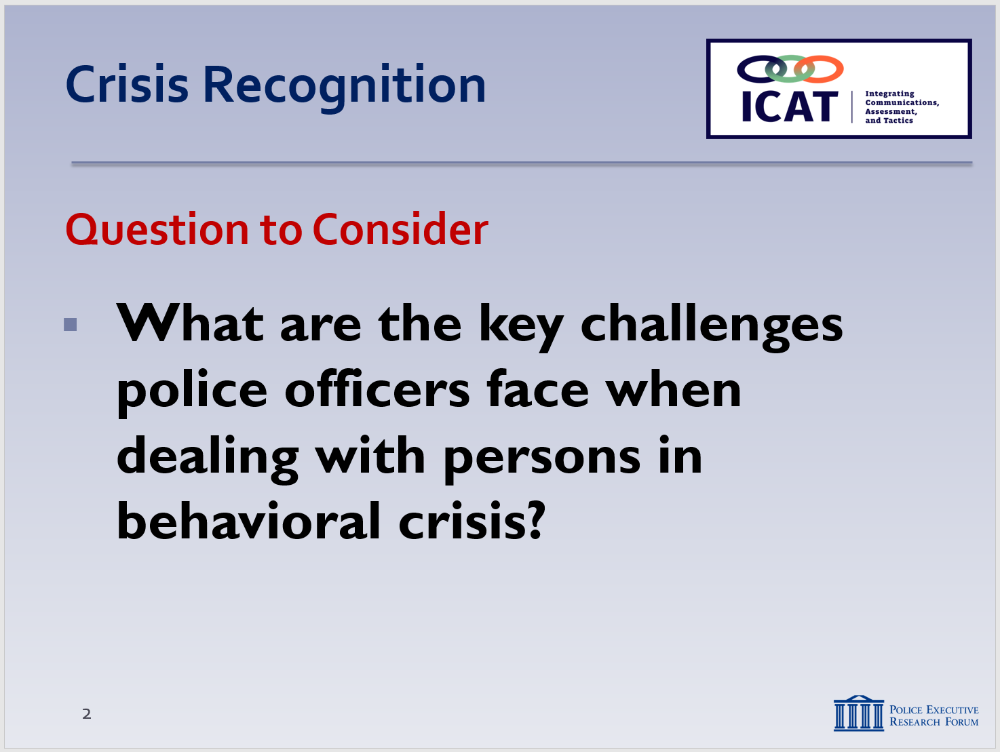 Crisis Recognition
ICAT
Integrating
Communications,
Assessment,
and Tactics
Question to Consider
▪ What are the key challenges
police officers face when
dealing with persons in
behavioral crisis?
2
POLICE EXECUTIVE
RESEARCH FORUM